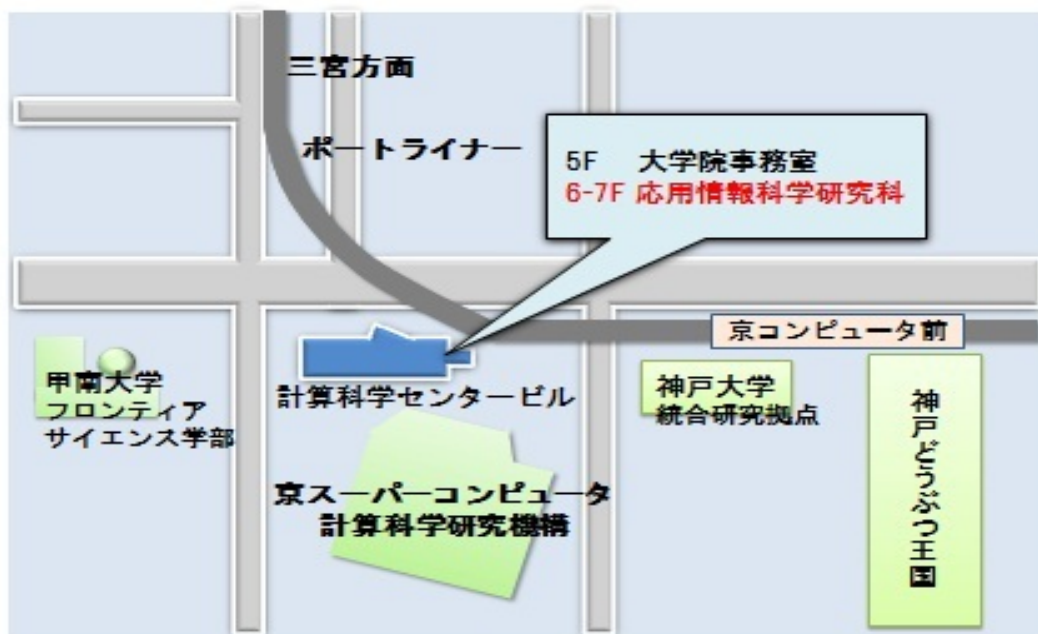 三宮方面
ポートライナー
5F 大学院事務室
6-7F 応用情報科学研究科
京コンピュータ前
甲南大学
フロンティア
サイエンス学部
計算科学センタービル
神戸大学
統合研究拠点
神戸どうぶつ王国
京スーパーコンピュータ
計算科学研究機構